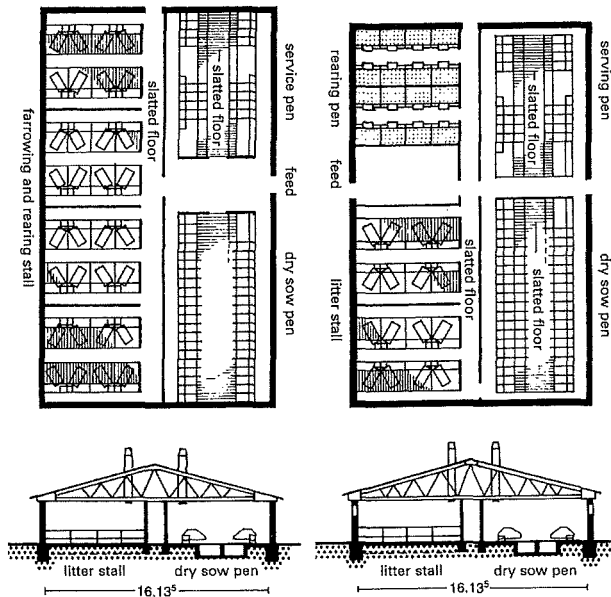 farrowing and rearing stall
slatted floor
slatted floor
service pen
feed
dry sow pen
rearing pen
feed
litter stall
slatted floor
slatted floor
slatted floor
serving pen
dry sow pen
litter stall
dry sow pen
16.13⁵
litter stall
dry sow pen
16.13⁵